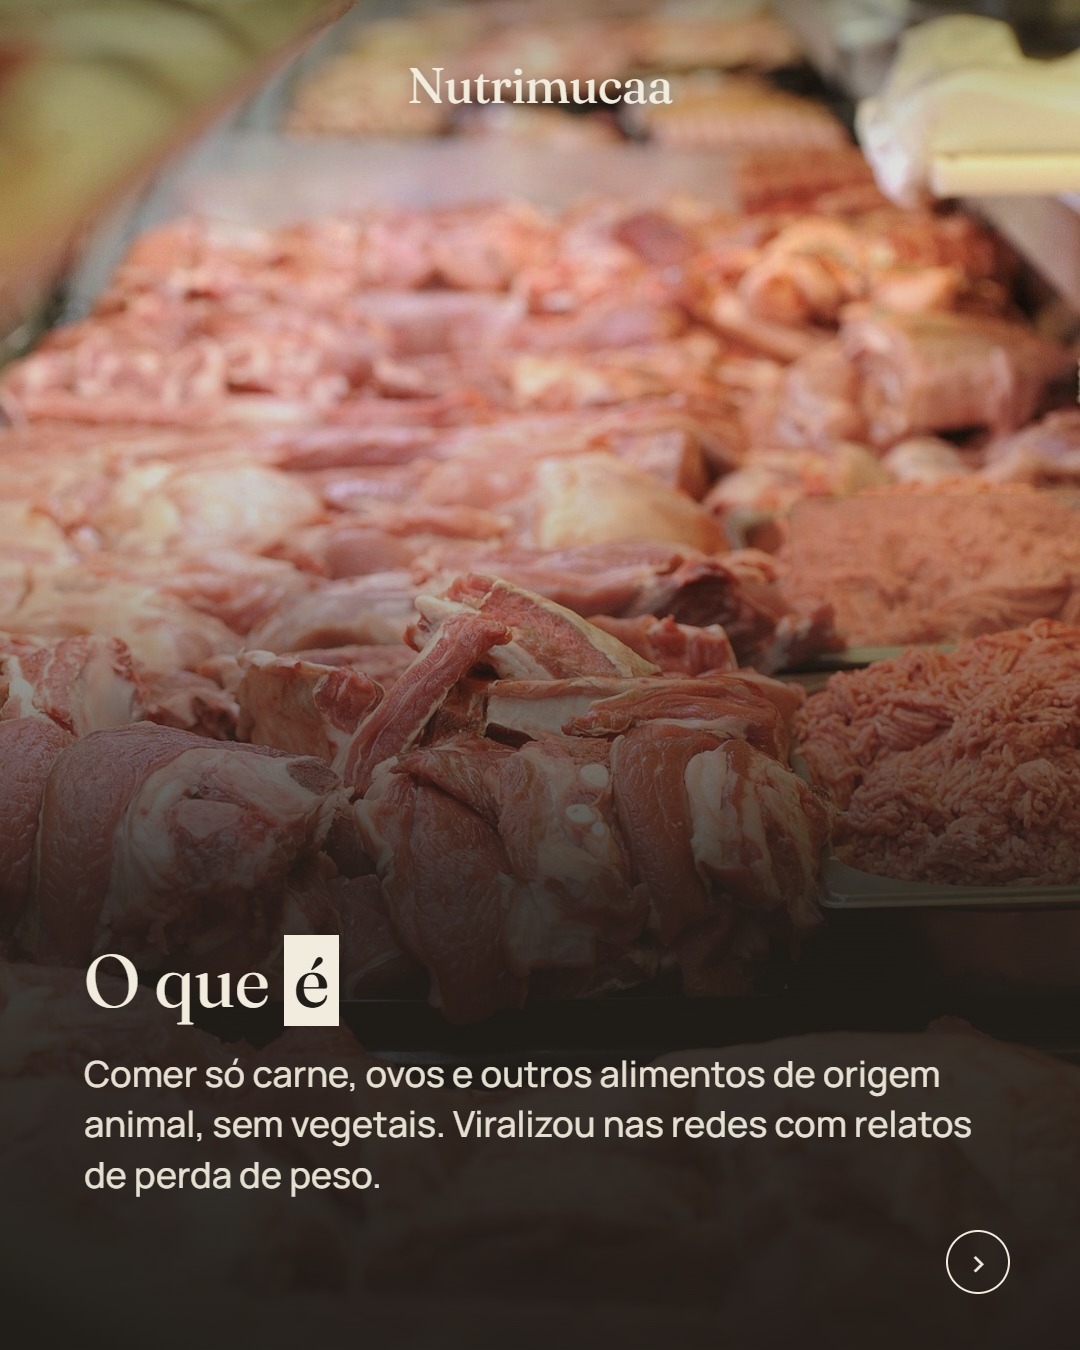 Nutrimucaa
O que é
Comer só carne, ovos e outros alimentos de origem
animal, sem vegetais. Viralizou nas redes com relatos
de perda de peso.